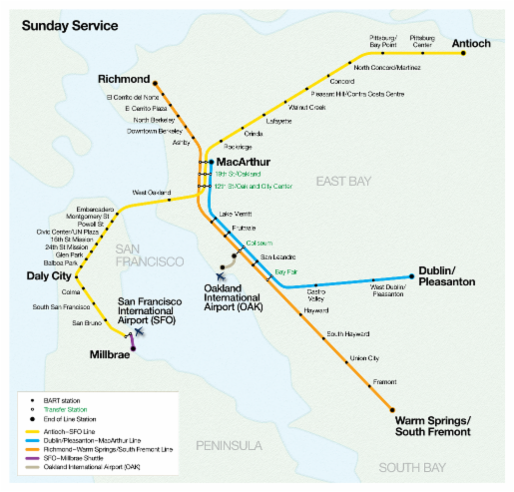 Sunday Service
Pittsburg/
Bay Point
Pittsburg
Center
Antioch
North Concord/Martinez
Concord
Pleasant Hill/Contra Costa Centre
Walnut Creek
Lafayette
Orinda
Rockridge
Richmond
El Cerrito del Norte
El Cerrito Plaza
North Berkeley
Downtown Berkeley
Ashby
MacArthur
19th St/Oakland
12th St/Oakland City Center
EAST BAY
West Oakland
Embarcadero
Montgomery St
Powell St
Civic Center/UN Plaza
16th St Mission
24th St Mission
Glen Park
Balboa Park
Daly City
Colma
South San Francisco
San Bruno
SAN
FRANCISCO
San Francisco
International
Airport (SFO)
Millbrae
Lake Merritt
Fruitvale
Coliseum
San Leandro
Bay Fair
Oakland
International
Airport (OAK)
Castro
Valley
West Dublin/
Pleasanton
Dublin/
Pleasanton
Hayward
South Hayward
Union City
Fremont
Warm Springs/
South Fremont
PENINSULA
SOUTH BAY
BART station
Transfer Station
End of Line Station
Antioch–SFO Line
Dublin/Pleasanton–MacArthur Line
Richmond–Warm Springs/South Fremont Line
SFO–Millbrae Shuttle
Oakland International Airport (OAK)